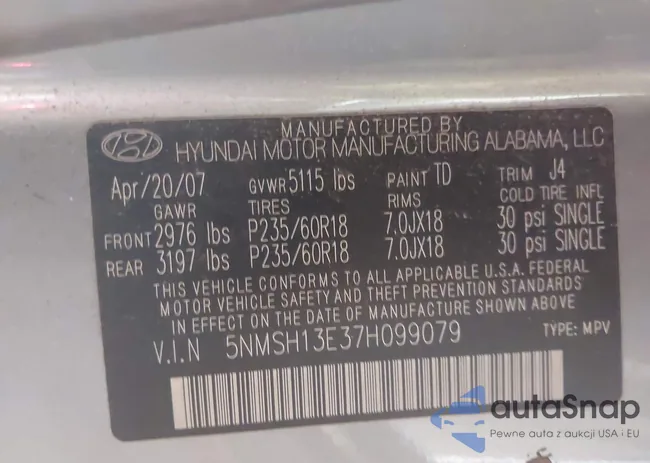 MANUFACTURED BY
HYUNDAI MOTOR MANUFACTURING ALABAMA, LLC
Apr/20/07 GVWR 5115 lbs PAINT TD TRIM J4
GAWR TIRES RIMS COLD TIRE INFL
FRONT 2976 lbs P235/60R18 7.0JX18 30 psi SINGLE
REAR 3197 lbs P235/60R18 7.0JX18 30 psi SINGLE
THIS VEHICLE CONFORMS TO ALL APPLICABLE U.S.A. FEDERAL
MOTOR VEHICLE SAFETY AND THEFT PREVENTION STANDARDS
IN EFFECT ON THE DATE OF MANUFACTURE SHOWN ABOVE
V.I.N 5NMSH13E37H099079 TYPE: MPV
autaSnap
Pewne auta z aukcji USA i EU